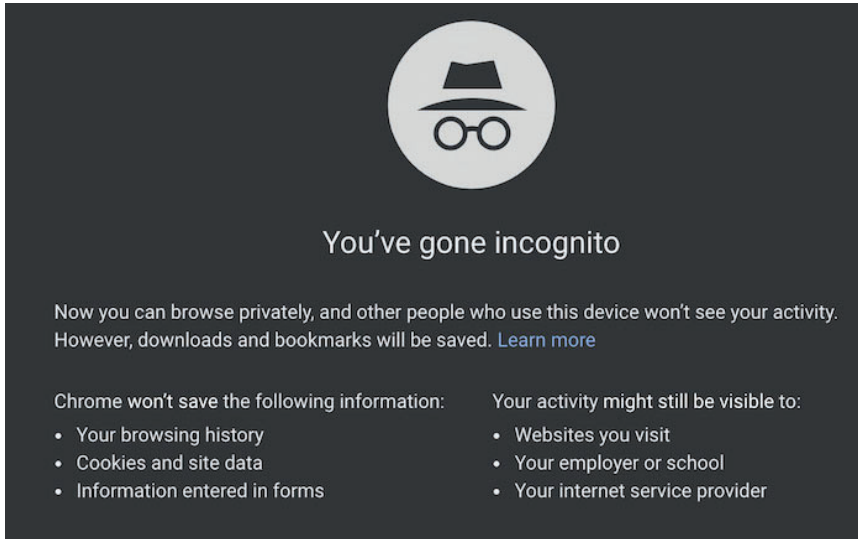 You’ve gone incognito
Now you can browse privately, and other people who use this device won’t see your activity.
However, downloads and bookmarks will be saved. Learn more
Chrome won’t save the following information:
• Your browsing history
• Cookies and site data
• Information entered in forms
Your activity might still be visible to:
• Websites you visit
• Your employer or school
• Your internet service provider